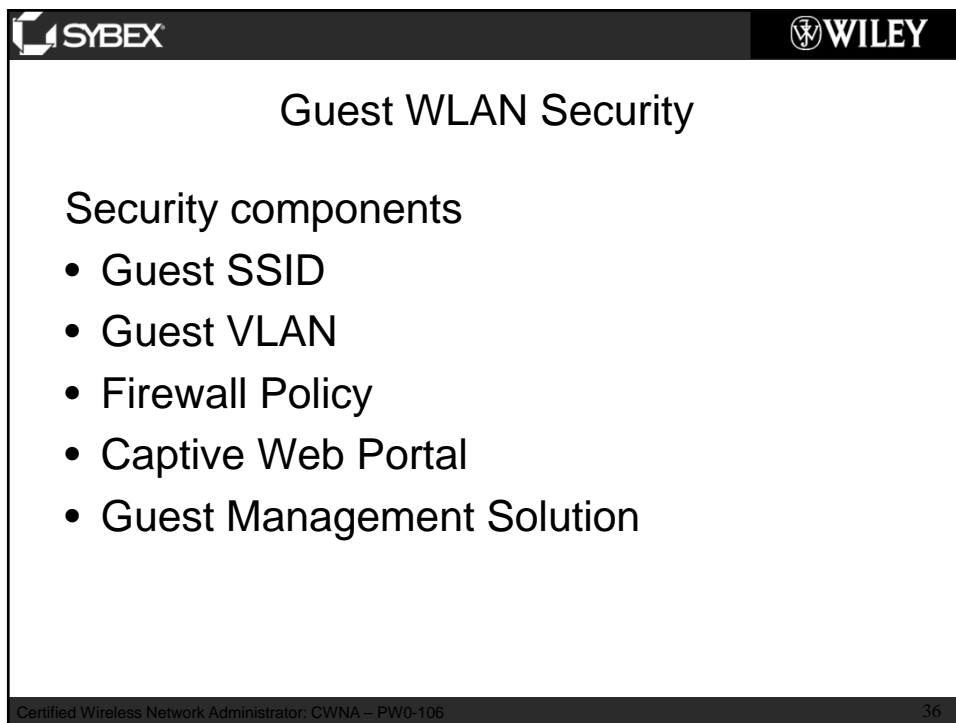 SYBEX
WILEY
Guest WLAN Security
Security components
• Guest SSID
• Guest VLAN
• Firewall Policy
• Captive Web Portal
• Guest Management Solution
Certified Wireless Network Administrator: CWNA – PW0-106
36